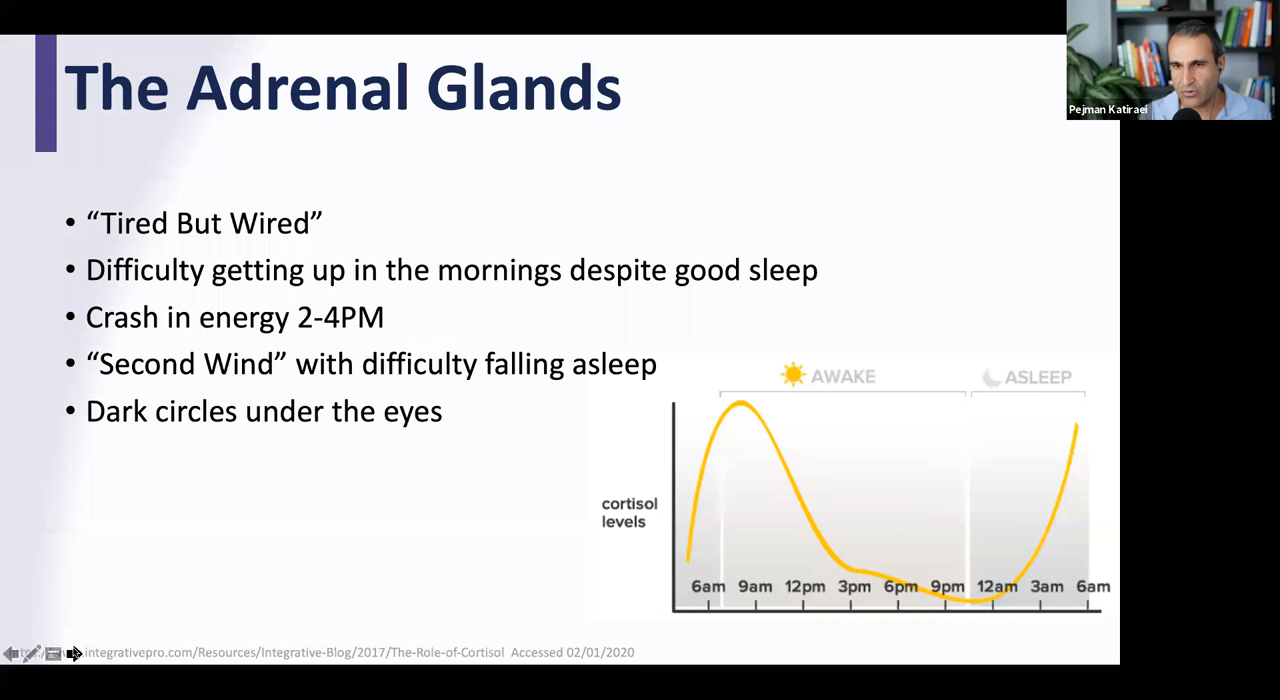 The Adrenal Glands
Pejman Katiraei
• “Tired But Wired”
• Difficulty getting up in the mornings despite good sleep
• Crash in energy 2-4PM
• “Second Wind” with difficulty falling asleep
• Dark circles under the eyes
AWAKE
ASLEEP
cortisol
levels
6am 9am 12pm 3pm 6pm 9pm 12am 3am 6am
integrativepro.com/Resources/Integrative-Blog/2017/The-Role-of-Cortisol Accessed 02/01/2020